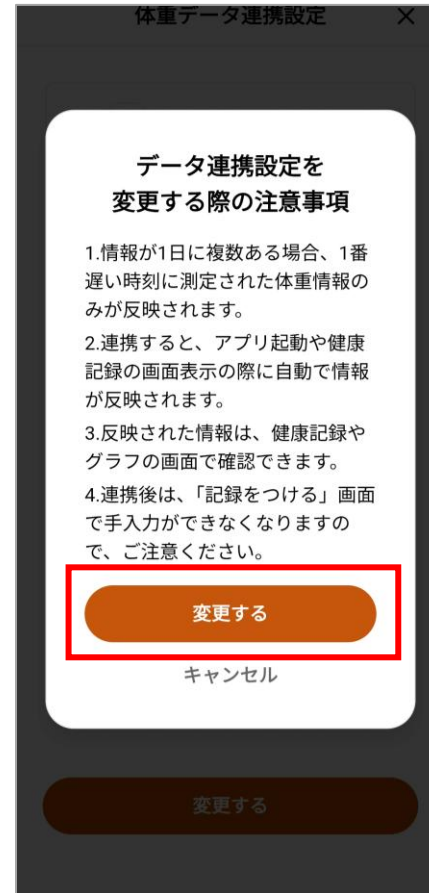 体重データ連携設定 ×
データ連携設定を
変更する際の注意事項
1.情報が1日に複数ある場合、1番
遅い時刻に測定された体重情報の
みが反映されます。
2.連携すると、アプリ起動や健康
記録の画面表示の際に自動で情報
が反映されます。
3.反映された情報は、健康記録や
グラフの画面で確認できます。
4.連携後は、「記録をつける」画面
で手入力ができなくなりますの
で、ご注意ください。
変更する
キャンセル
変更する